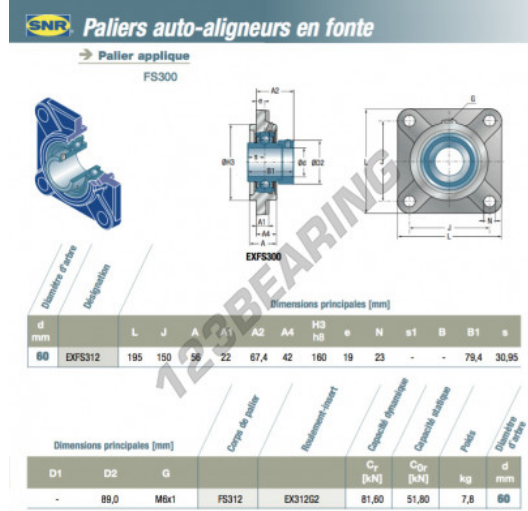 SNR Paliers auto-aligneurs en fonte
Palier applique
FS300
A2
e
G
ØH3
s
B1
Ød
ØD2
L
J
A1
A4
A
N
J
L
EXFS300
Diamètre d'arbre
Désignation
Dimensions principales [mm]
d mm L J A A1 A2 A4 H3 h8 e N s1 B B1 s
60 EXFS312 195 150 56 22 67,4 42 160 19 23 - - 79,4 30,95
123BEARING
Dimensions principales [mm]
Corps de palier
Roulement-insert
Capacité dynamique
Capacité statique
Poids
Diamètre d'arbre
D1 D2 G Cr [kN] C0r [kN] kg d mm
- 89,0 M6x1 FS312 EX312G2 81,60 51,80 7,8 60